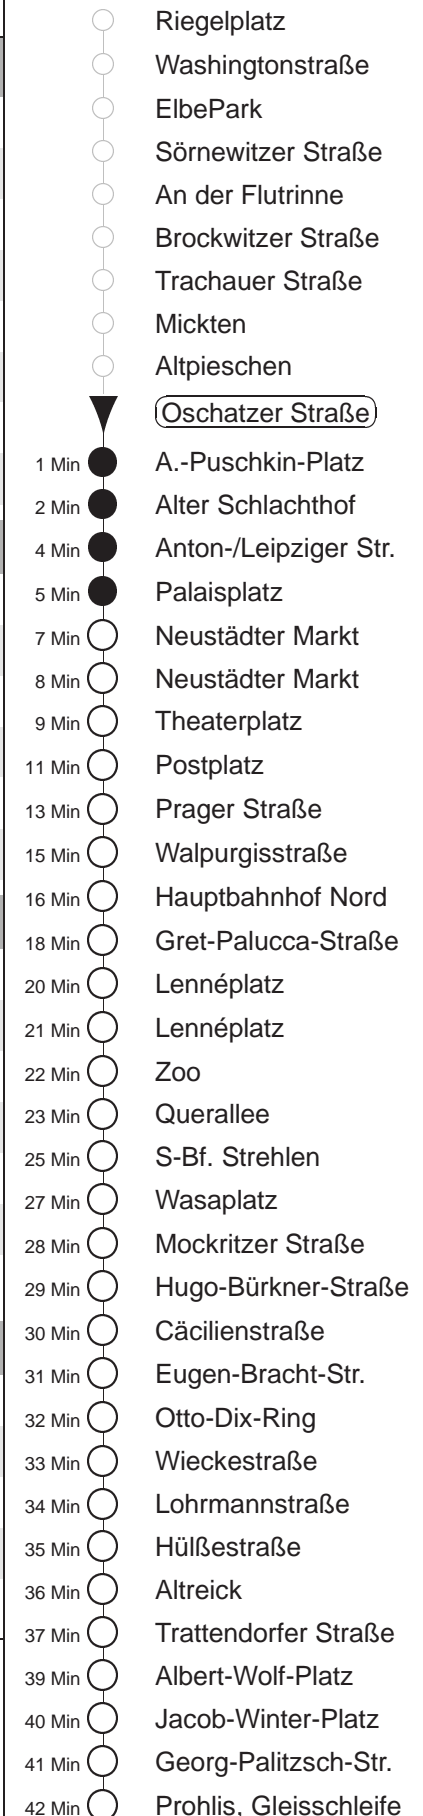 Riegelplatz
Washingtonstraße
ElbePark
Sörnewitzer Straße
An der Flutrinne
Brockwitzer Straße
Trachauer Straße
Mickten
Altpieschen
Oschatzer Straße
1 Min A.-Puschkin-Platz
2 Min Alter Schlachthof
4 Min Anton-/Leipziger Str.
5 Min Palaisplatz
7 Min Neustädter Markt
8 Min Neustädter Markt
9 Min Theaterplatz
11 Min Postplatz
13 Min Prager Straße
15 Min Walpurgisstraße
16 Min Hauptbahnhof Nord
18 Min Gret-Palucca-Straße
20 Min Lennéplatz
21 Min Lennéplatz
22 Min Zoo
23 Min Querallee
25 Min S-Bf. Strehlen
27 Min Wasaplatz
28 Min Mockritzer Straße
29 Min Hugo-Bürkner-Straße
30 Min Cäcilienstraße
31 Min Eugen-Bracht-Str.
32 Min Otto-Dix-Ring
33 Min Wieckestraße
34 Min Lohrmannstraße
35 Min Hülßestraße
36 Min Altreick
37 Min Trattendorfer Straße
39 Min Albert-Wolf-Platz
40 Min Jacob-Winter-Platz
41 Min Georg-Palitzsch-Str.
42 Min Prohlis, Gleisschleife